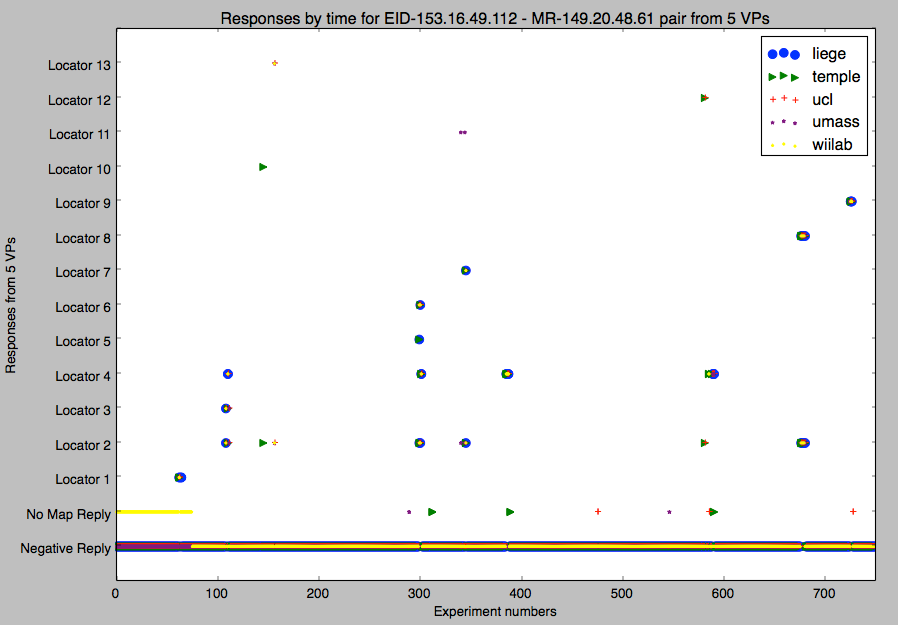 Responses by time for EID-153.16.49.112 - MR-149.20.48.61 pair from 5 VPs
liege
temple
ucl
umass
wiilab
Responses from 5 VPs
Locator 13
Locator 12
Locator 11
Locator 10
Locator 9
Locator 8
Locator 7
Locator 6
Locator 5
Locator 4
Locator 3
Locator 2
Locator 1
No Map Reply
Negative Reply
0 100 200 300 400 500 600 700
Experiment numbers